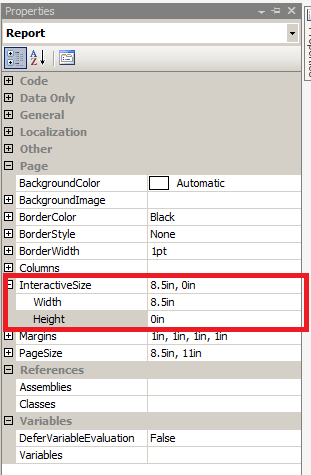 Properties
Report
Code
Data Only
General
Localization
Other
Page
BackgroundColor Automatic
BackgroundImage
BorderColor Black
BorderStyle None
BorderWidth 1pt
Columns
InteractiveSize 8.5in, 0in
Width 8.5in
Height 0in
Margins 1in, 1in, 1in, 1in
PageSize 8.5in, 11in
References
Assemblies
Classes
Variables
DeferVariableEvaluation False
Variables